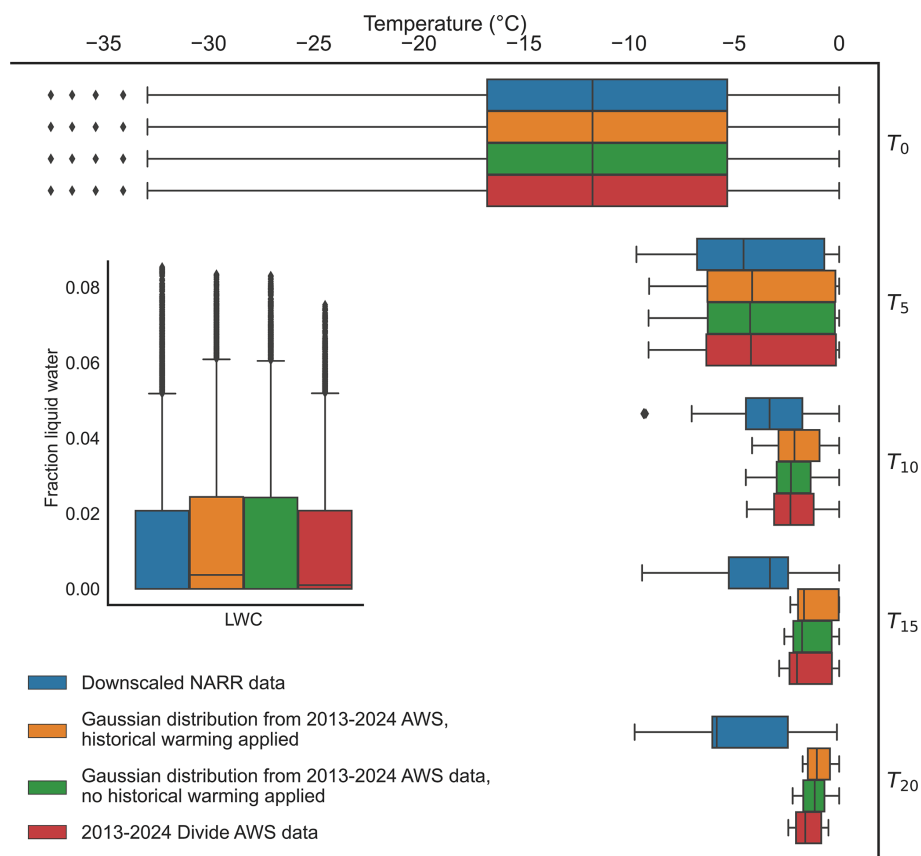 Temperature (°C)
−35 −30 −25 −20 −15 −10 −5 0
T0
T5
T10
T15
T20
Fraction liquid water
0.08
0.06
0.04
0.02
0.00
LWC
Downscaled NARR data
Gaussian distribution from 2013-2024 AWS,
historical warming applied
Gaussian distribution from 2013-2024 AWS data,
no historical warming applied
2013-2024 Divide AWS data